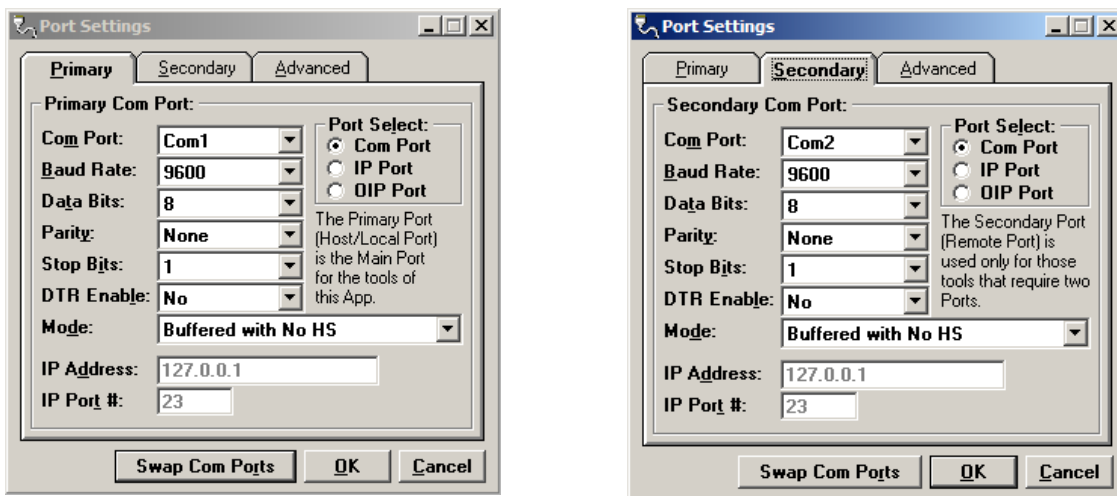 Port Settings
Primary Secondary Advanced
Primary Com Port:
Com Port: Com1
Baud Rate: 9600
Data Bits: 8
Parity: None
Stop Bits: 1
DTR Enable: No
Mode: Buffered with No HS
Port Select:
Com Port
IP Port
OIP Port
The Primary Port
(Host/Local Port)
is the Main Port
for the tools of
this App.
IP Address: 127.0.0.1
IP Port #: 23
Swap Com Ports OK Cancel
Port Settings
Primary Secondary Advanced
Secondary Com Port:
Com Port: Com2
Baud Rate: 9600
Data Bits: 8
Parity: None
Stop Bits: 1
DTR Enable: No
Mode: Buffered with No HS
Port Select:
Com Port
IP Port
OIP Port
The Secondary Port
(Remote Port) is
used only for those
tools that require two
Ports.
IP Address: 127.0.0.1
IP Port #: 23
Swap Com Ports OK Cancel